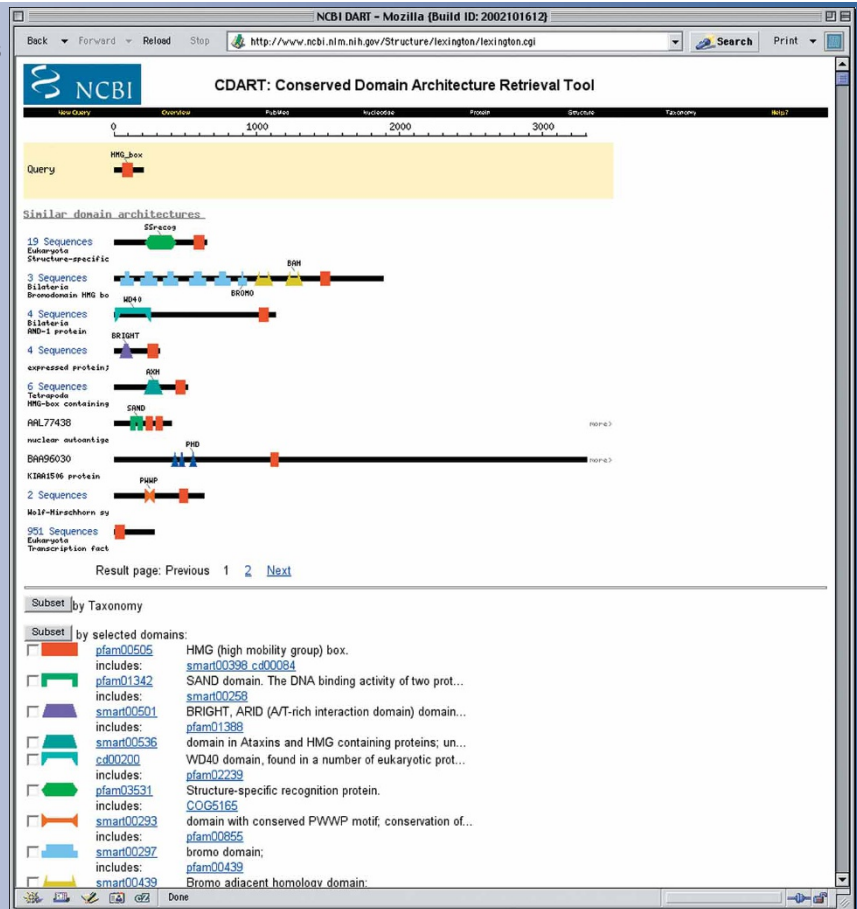 NCBI DART - Mozilla {Build ID: 2002101612}
Back Forward Reload Stop http://www.ncbi.nlm.nih.gov/Structure/lexington/lexington.cgi Search Print
NCBI CDART: Conserved Domain Architecture Retrieval Tool
New Query Overview PubMed Nucleotide Protein Structure Taxonomy Help?
0 1000 2000 3000
HMG_box
Query
Similar domain architectures
SSrecog
19 Sequences
Eukaryota
Structure-specific
BAH
3 Sequences
Bilateria
BROMO
Bromodomain HMG bo
WD40
4 Sequences
Bilateria
AND-1 protein
BRIGHT
4 Sequences
expressed protein;
AXH
6 Sequences
Tetrapoda
HMG-box containing
SAND
AAL77438 more>
nuclear autoantige
PHD
BAA96030 more>
KIAA1506 protein
PWWP
2 Sequences
Wolf-Hirschhorn sy
951 Sequences
Eukaryota
Transcription fact
Result page: Previous 1 2 Next
Subset by Taxonomy
Subset by selected domains:
pfam00505 HMG (high mobility group) box.
includes: smart00398 cd00084
pfam01342 SAND domain. The DNA binding activity of two prot...
includes: smart00258
smart00501 BRIGHT, ARID (A/T-rich interaction domain) domain...
includes: pfam01388
smart00536 domain in Ataxins and HMG containing proteins; un...
cd00200 WD40 domain, found in a number of eukaryotic prot...
includes: pfam02239
pfam03531 Structure-specific recognition protein.
includes: COG5165
smart00293 domain with conserved PWWP motif; conservation of...
includes: pfam00855
smart00297 bromo domain;
includes: pfam00439
smart00439 Bromo adjacent homology domain;
Done